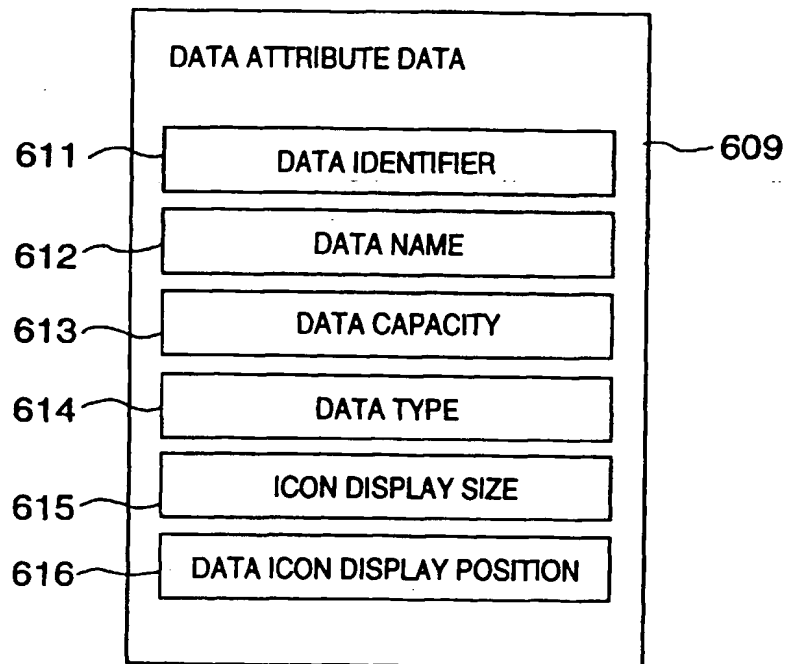 DATA ATTRIBUTE DATA
611 DATA IDENTIFIER 609
612 DATA NAME
613 DATA CAPACITY
614 DATA TYPE
615 ICON DISPLAY SIZE
616 DATA ICON DISPLAY POSITION